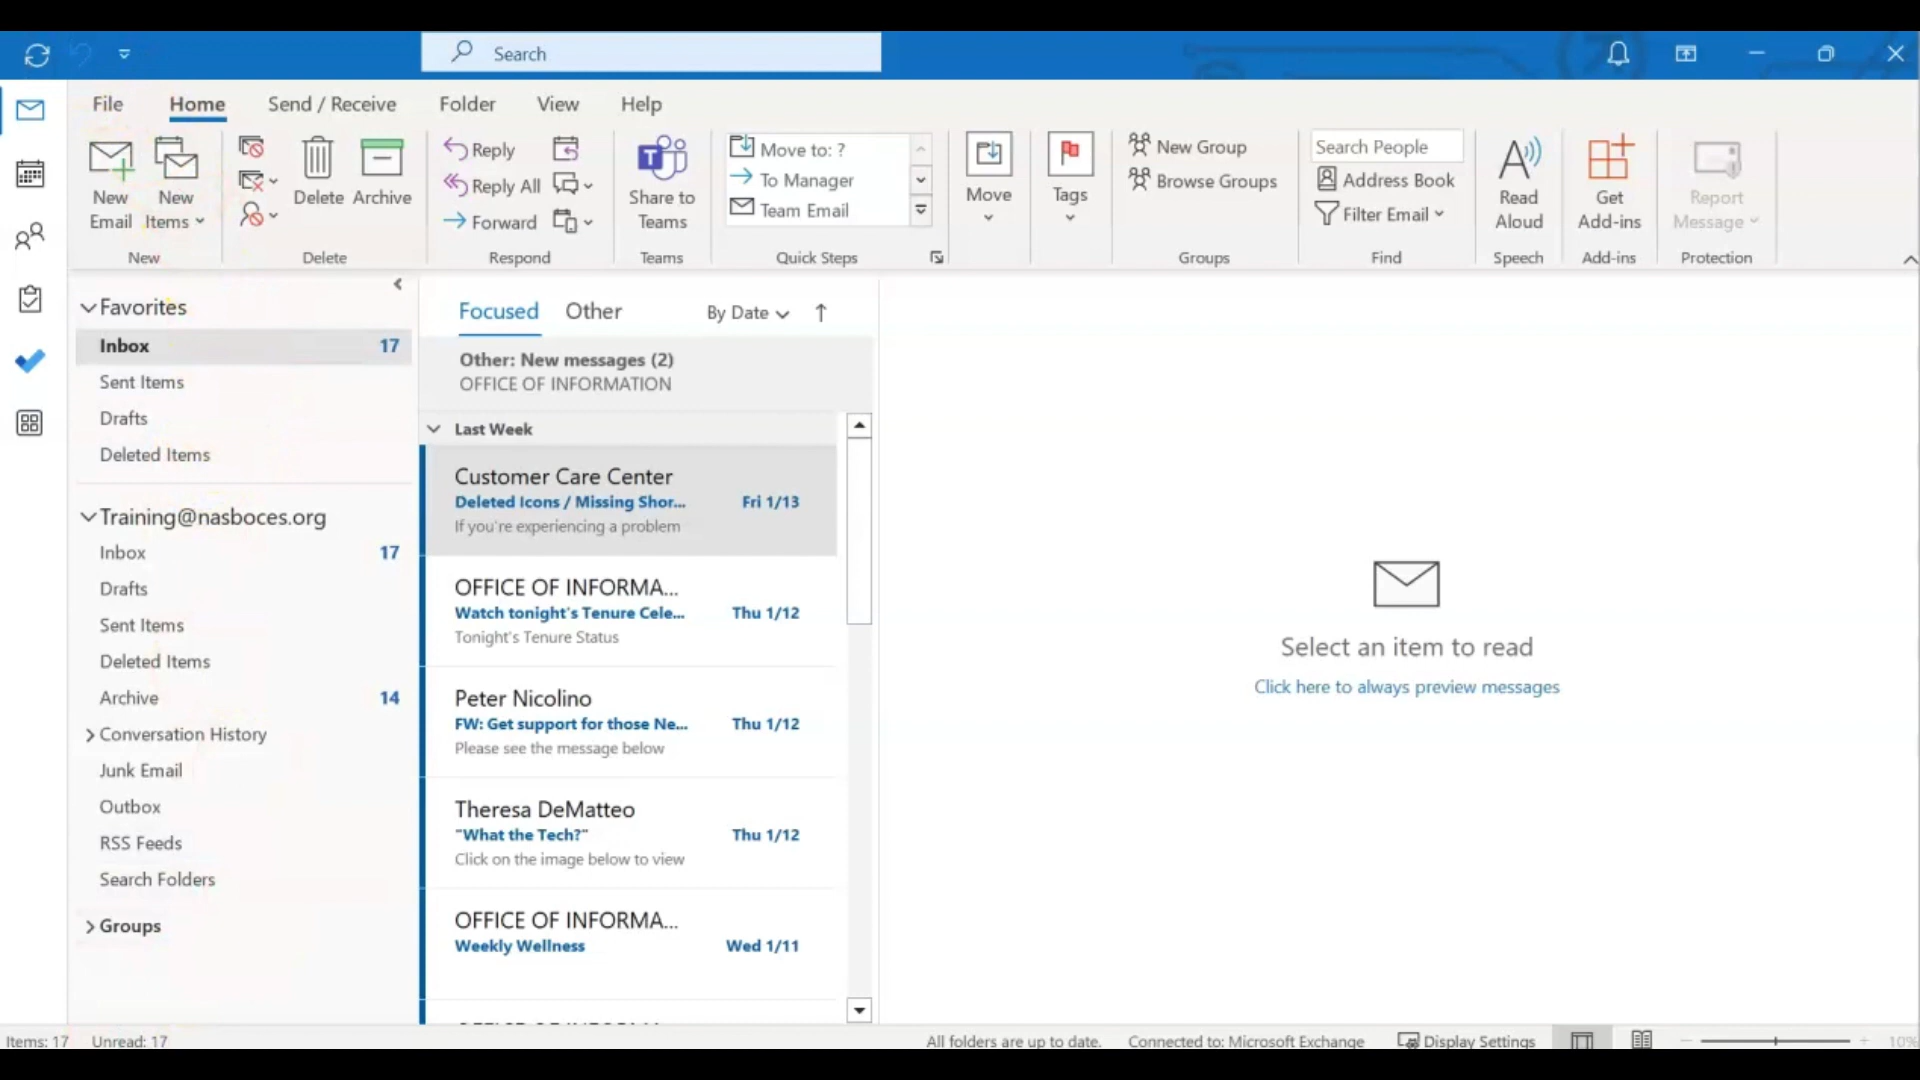 Search
File Home Send / Receive Folder View Help
New Email
New Items
New
Delete
Archive
Delete
Reply
Reply All
Forward
Respond
Share to Teams
Teams
Move to: ?
To Manager
Team Email
Quick Steps
Move
Tags
New Group
Browse Groups
Groups
Search People
Address Book
Filter Email
Find
Read Aloud
Speech
Get Add-ins
Add-ins
Report Message
Protection
Favorites
Inbox 17
Sent Items
Drafts
Deleted Items
Training@nasboces.org
Inbox 17
Drafts
Sent Items
Deleted Items
Archive 14
Conversation History
Junk Email
Outbox
RSS Feeds
Search Folders
Groups
Focused Other By Date
Other: New messages (2)
OFFICE OF INFORMATION
Last Week
Customer Care Center
Deleted Icons / Missing Shor... Fri 1/13
If you're experiencing a problem
OFFICE OF INFORMA...
Watch tonight's Tenure Cele... Thu 1/12
Tonight's Tenure Status
Peter Nicolino
FW: Get support for those Ne... Thu 1/12
Please see the message below
Theresa DeMatteo
"What the Tech?" Thu 1/12
Click on the image below to view
OFFICE OF INFORMA...
Weekly Wellness Wed 1/11
Select an item to read
Click here to always preview messages
Items: 17 Unread: 17 All folders are up to date. Connected to: Microsoft Exchange Display Settings